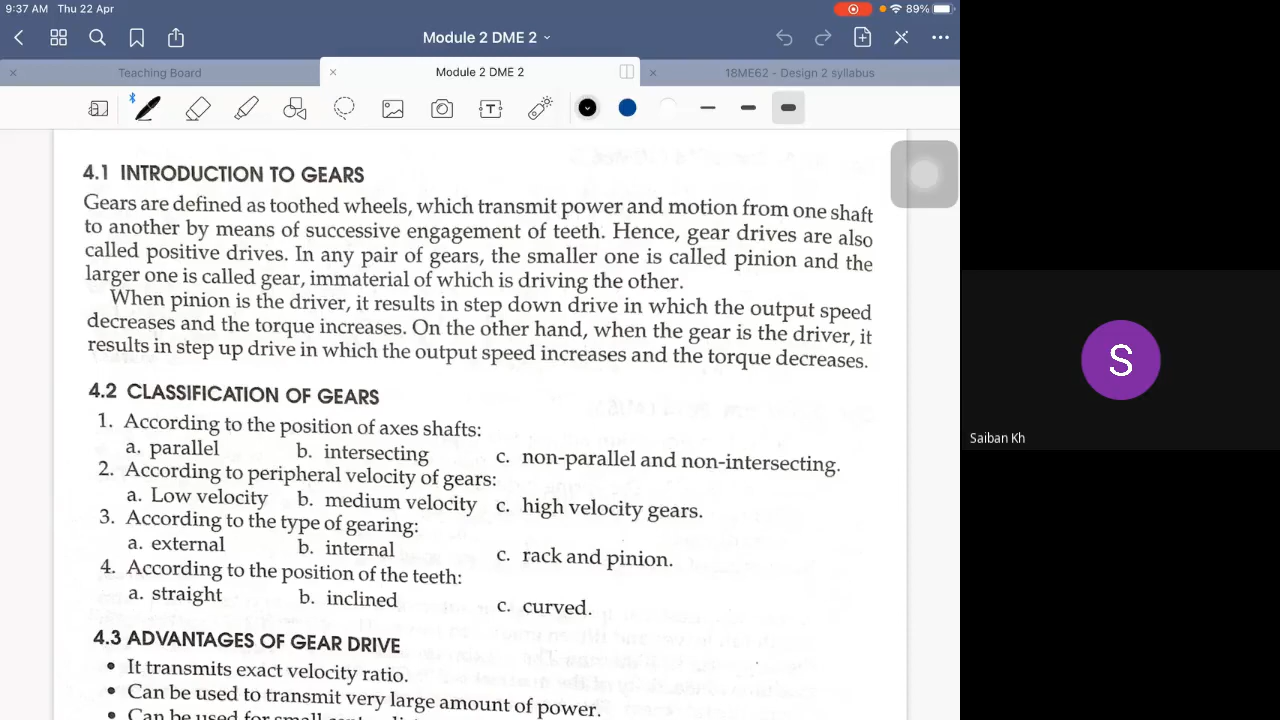 9:37 AM Thu 22 Apr
89%
Module 2 DME 2
Teaching Board
Module 2 DME 2
18ME62 - Design 2 syllabus
4.1 INTRODUCTION TO GEARS
Gears are defined as toothed wheels, which transmit power and motion from one shaft
to another by means of successive engagement of teeth. Hence, gear drives are also
called positive drives. In any pair of gears, the smaller one is called pinion and the
larger one is called gear, immaterial of which is driving the other.
When pinion is the driver, it results in step down drive in which the output speed
decreases and the torque increases. On the other hand, when the gear is the driver, it
results in step up drive in which the output speed increases and the torque decreases.
4.2 CLASSIFICATION OF GEARS
1. According to the position of axes shafts:
a. parallel b. intersecting c. non-parallel and non-intersecting.
2. According to peripheral velocity of gears:
a. Low velocity b. medium velocity c. high velocity gears.
3. According to the type of gearing:
a. external b. internal c. rack and pinion.
4. According to the position of the teeth:
a. straight b. inclined c. curved.
4.3 ADVANTAGES OF GEAR DRIVE
• It transmits exact velocity ratio.
• Can be used to transmit very large amount of power.
• Can be used for small
S
Saiban Kh